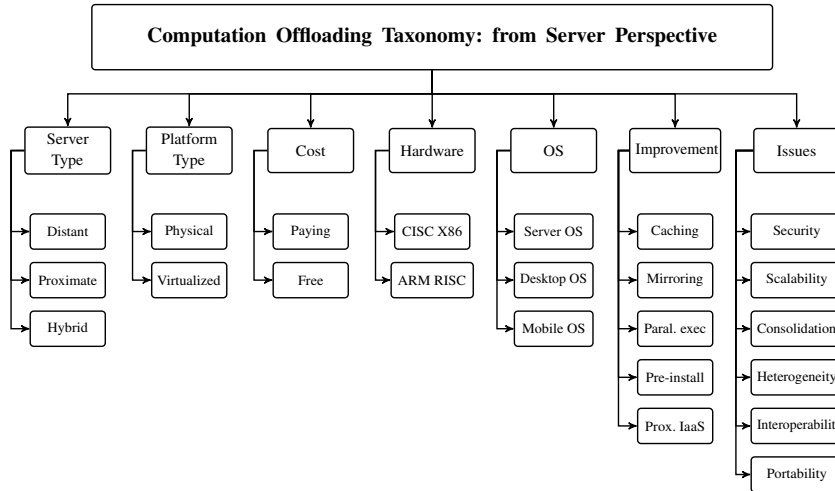 Computation Offloading Taxonomy: from Server Perspective
Server
Type
Platform
Type
Cost
Hardware
OS
Improvement
Issues
Distant
Proximate
Hybrid
Physical
Virtualized
Paying
Free
CISC X86
ARM RISC
Server OS
Desktop OS
Mobile OS
Caching
Mirroring
Paral. exec
Pre-install
Prox. IaaS
Security
Scalability
Consolidation
Heterogeneity
Interoperabilit
Portability